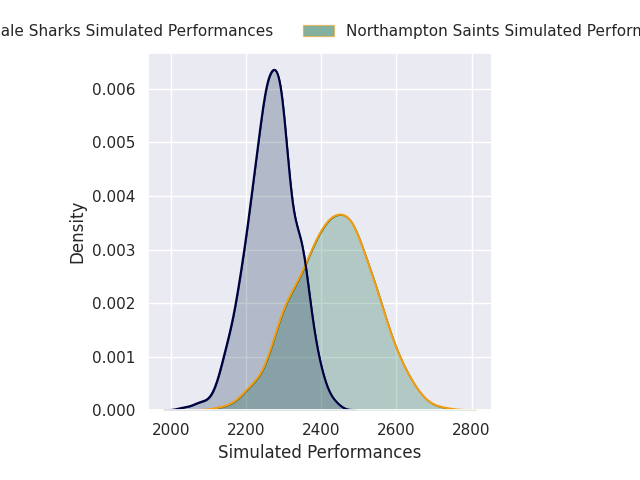 ale Sharks Simulated Performances
Northampton Saints Simulated Perfor
0.006
0.005
0.004
0.003
0.002
0.001
0.000
Density
2000 2200 2400 2600 2800
Simulated Performances